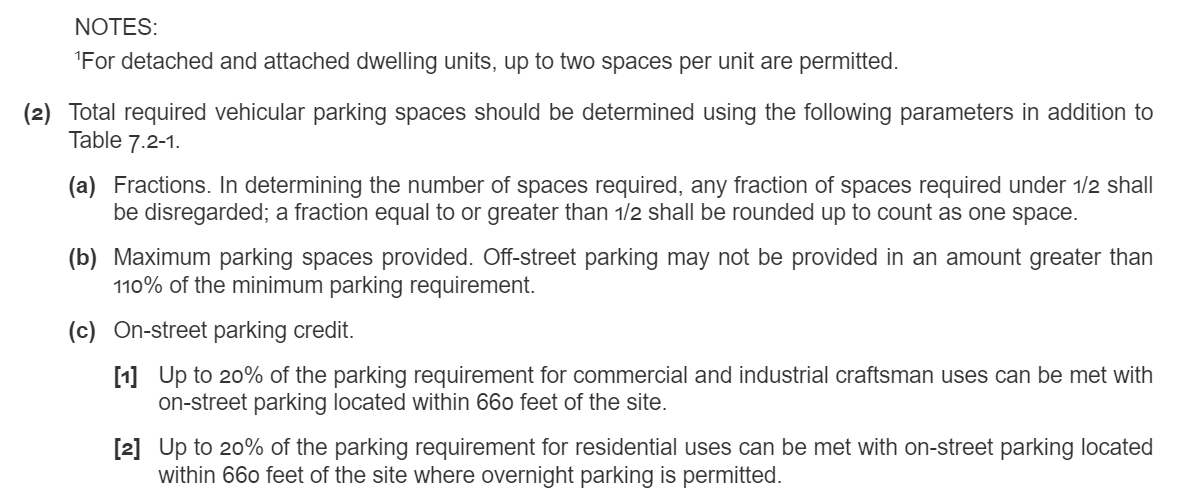 NOTES:
¹For detached and attached dwelling units, up to two spaces per unit are permitted.
(2) Total required vehicular parking spaces should be determined using the following parameters in addition to
Table 7.2-1.
(a) Fractions. In determining the number of spaces required, any fraction of spaces required under 1/2 shall
be disregarded; a fraction equal to or greater than 1/2 shall be rounded up to count as one space.
(b) Maximum parking spaces provided. Off-street parking may not be provided in an amount greater than
110% of the minimum parking requirement.
(c) On-street parking credit.
[1] Up to 20% of the parking requirement for commercial and industrial craftsman uses can be met with
on-street parking located within 660 feet of the site.
[2] Up to 20% of the parking requirement for residential uses can be met with on-street parking located
within 660 feet of the site where overnight parking is permitted.